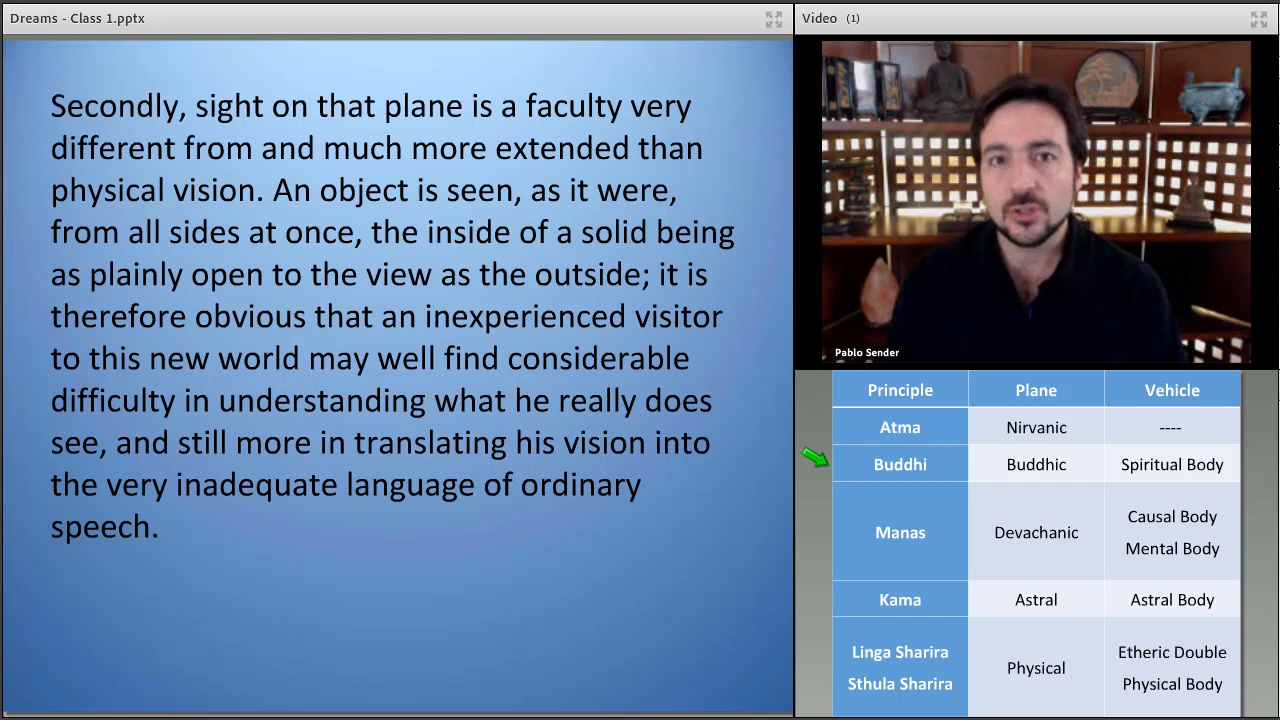 Dreams - Class 1.pptx
Secondly, sight on that plane is a faculty very
different from and much more extended than
physical vision. An object is seen, as it were,
from all sides at once, the inside of a solid being
as plainly open to the view as the outside; it is
therefore obvious that an inexperienced visitor
to this new world may well find considerable
difficulty in understanding what he really does
see, and still more in translating his vision into
the very inadequate language of ordinary
speech.
Video (1)
Pablo Sender
Principle Plane Vehicle
Atma Nirvanic ----
Buddhi Buddhic Spiritual Body
Manas Devachanic Causal Body
Mental Body
Kama Astral Astral Body
Linga Sharira Physical Etheric Double
Sthula Sharira Physical Body